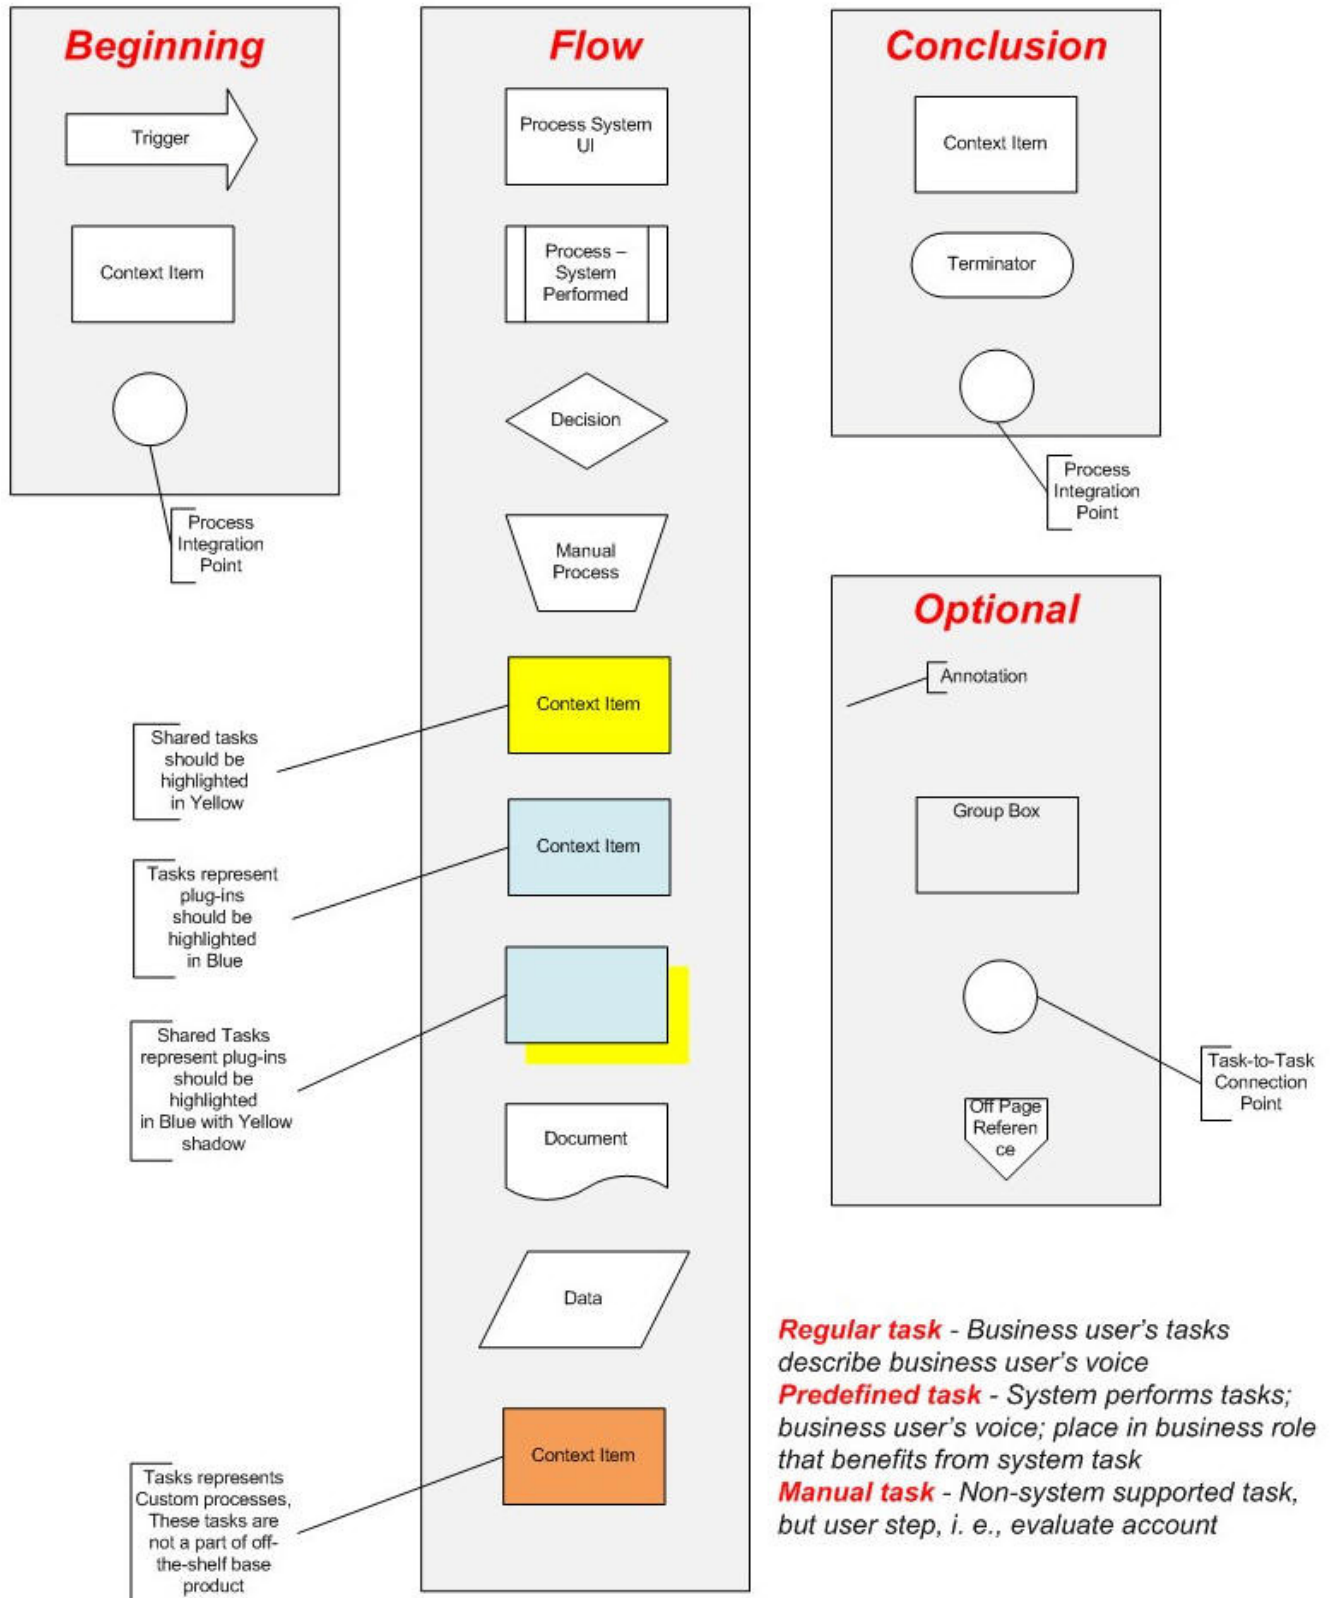 Beginning
Trigger
Context Item
Process
Integration
Point
Flow
Process System
UI
Process –
System
Performed
Decision
Manual
Process
Context Item
Shared tasks
should be
highlighted
in Yellow
Context Item
Tasks represent
plug-ins
should be
highlighted
in Blue
Shared Tasks
represent plug-ins
should be
highlighted
in Blue with Yellow
shadow
Document
Data
Context Item
Tasks represents
Custom processes,
These tasks are
not a part of off-
the-shelf base
product
Conclusion
Context Item
Terminator
Process
Integration
Point
Optional
Annotation
Group Box
Task-to-Task
Connection
Point
Off Page
Referen
ce
Regular task - Business user's tasks
describe business user's voice
Predefined task - System performs tasks;
business user's voice; place in business role
that benefits from system task
Manual task - Non-system supported task,
but user step, i. e., evaluate account